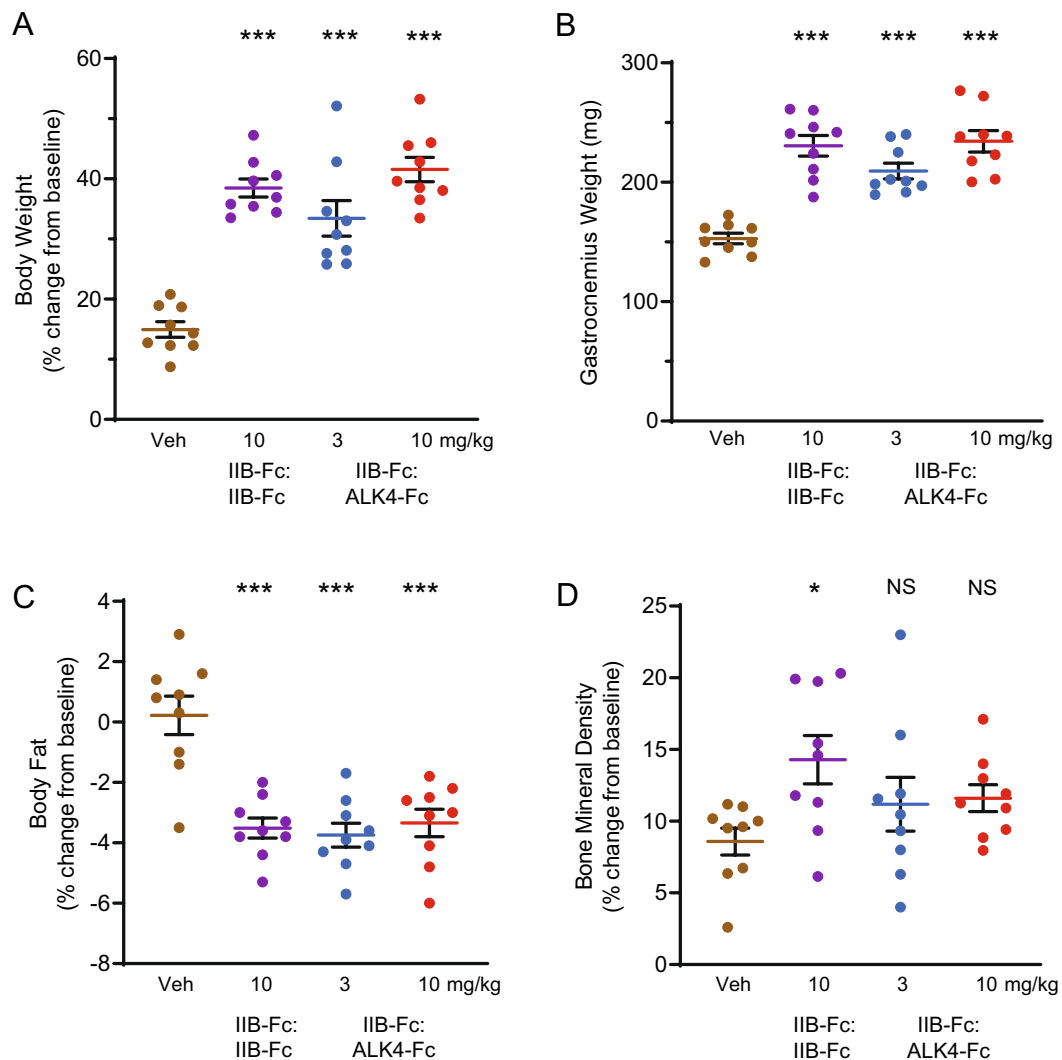 A
*** *** ***
Body Weight
(% change from baseline)
60
40
20
0
Veh 10 3 10 mg/kg
IIB-Fc: IIB-Fc:
IIB-Fc ALK4-Fc
B
*** *** ***
Gastrocnemius Weight (mg)
300
200
100
0
Veh 10 3 10 mg/kg
IIB-Fc: IIB-Fc:
IIB-Fc ALK4-Fc
C
*** *** ***
Body Fat
(% change from baseline)
4
2
0
-2
-4
-6
-8
Veh 10 3 10 mg/kg
IIB-Fc: IIB-Fc:
IIB-Fc ALK4-Fc
D
* NS NS
Bone Mineral Density
(% change from baseline)
25
20
15
10
5
0
Veh 10 3 10 mg/kg
IIB-Fc: IIB-Fc:
IIB-Fc ALK4-Fc